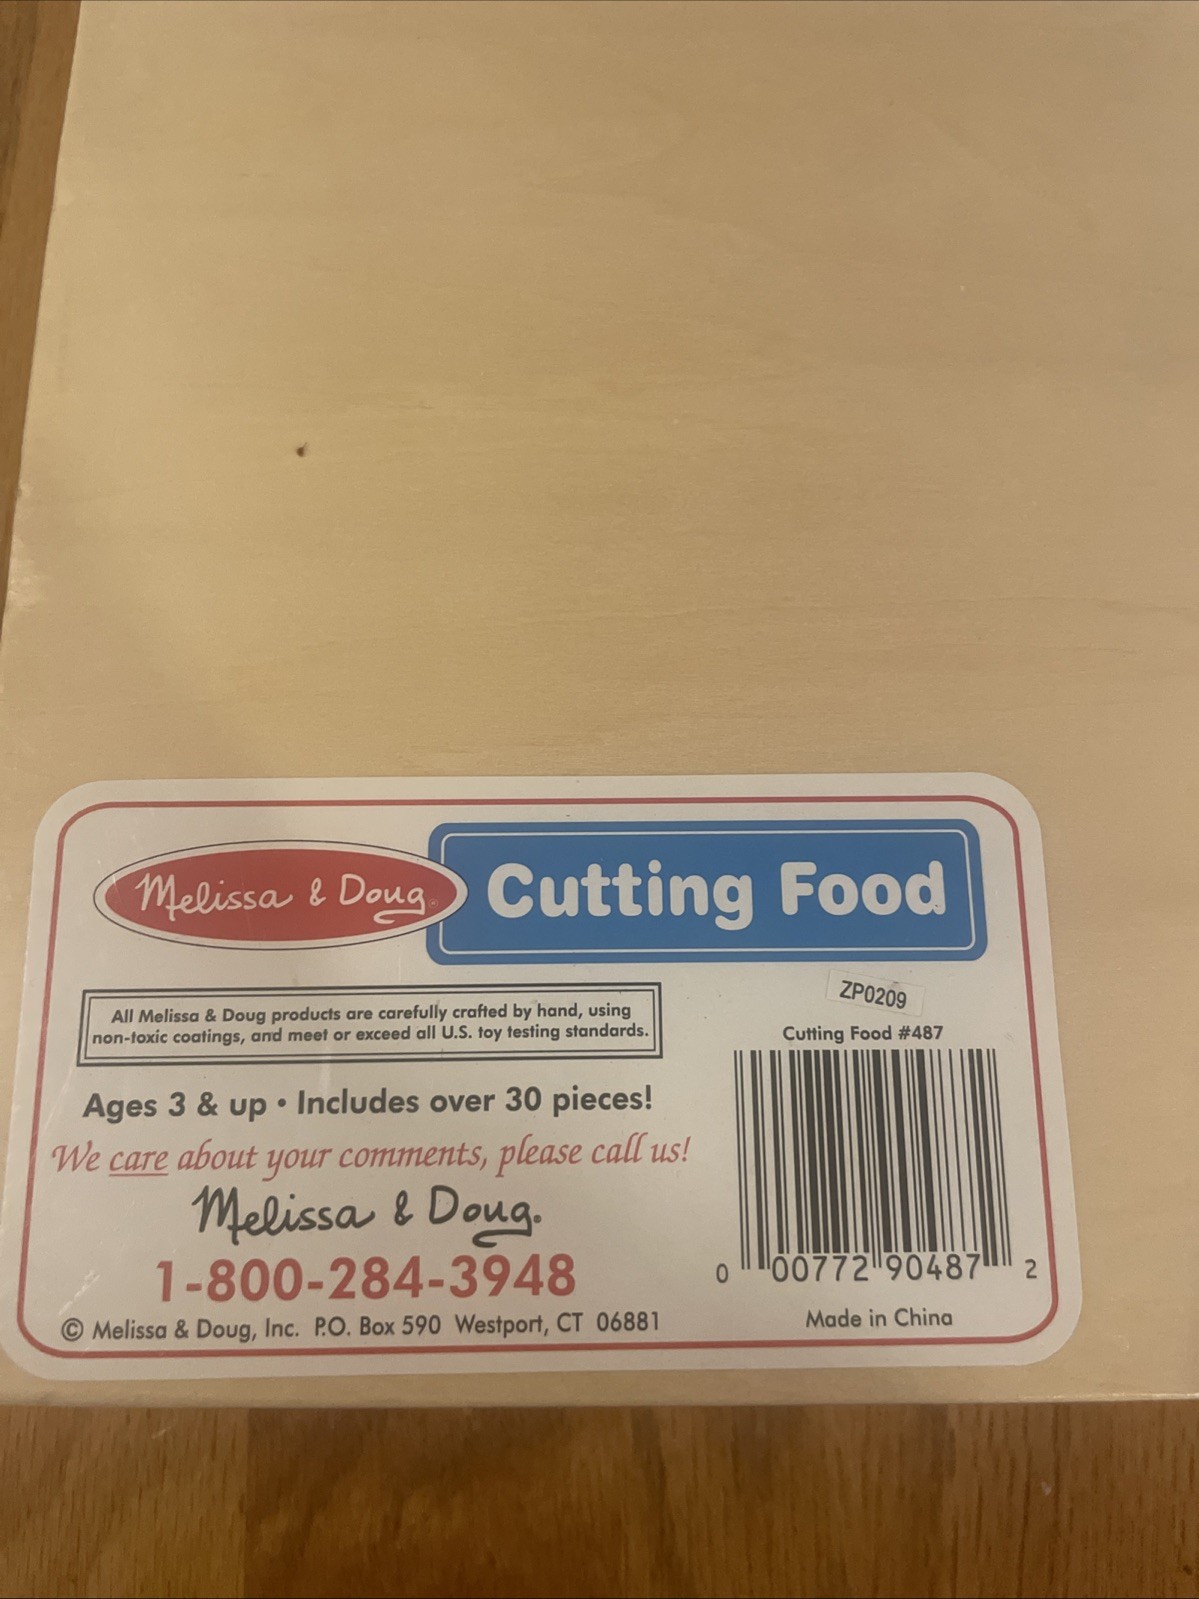 Melissa & Doug®
Cutting Food
All Melissa & Doug products are carefully crafted by hand, using
non-toxic coatings, and meet or exceed all U.S. toy testing standards.
Ages 3 & up • Includes over 30 pieces!
We care about your comments, please call us!
Melissa & Doug.
1-800-284-3948
© Melissa & Doug, Inc. P.O. Box 590 Westport, CT 06881
ZP0209
Cutting Food #487
0 00772 90487 2
Made in China